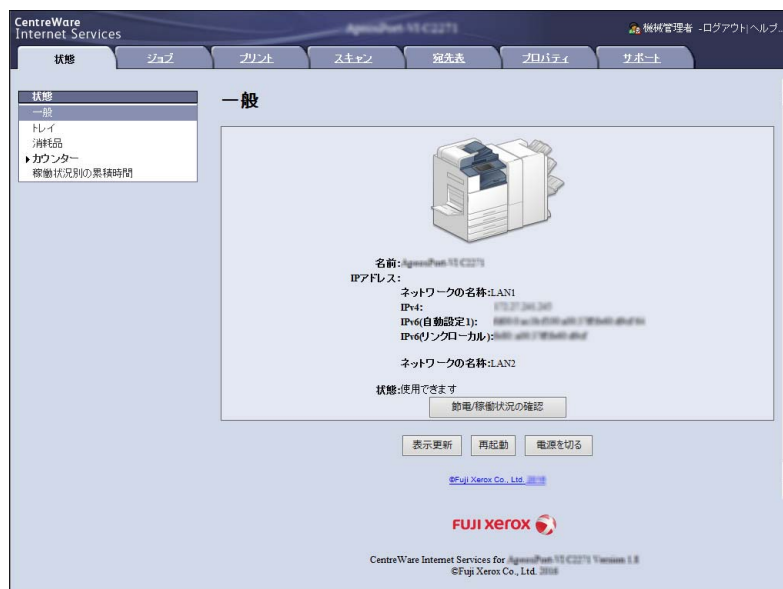 CentreWare
Internet Services
機械管理者 -ログアウト|ヘルプ...
状態
ジョブ
プリント
スキャン
宛先表
プロパティ
サポート
状態
一般
トレイ
消耗品
カウンター
稼働状況別の累積時間
一般
名前:
IPアドレス:
ネットワークの名称:LAN1
IPv4:
IPv6(自動設定1):
IPv6(リンクローカル):
ネットワークの名称:LAN2
状態:使用できます
節電/稼働状況の確認
表示更新
再起動
電源を切る
©Fuji Xerox Co., Ltd.
FUJI xerox
CentreWare Internet Services for
©Fuji Xerox Co., Ltd.